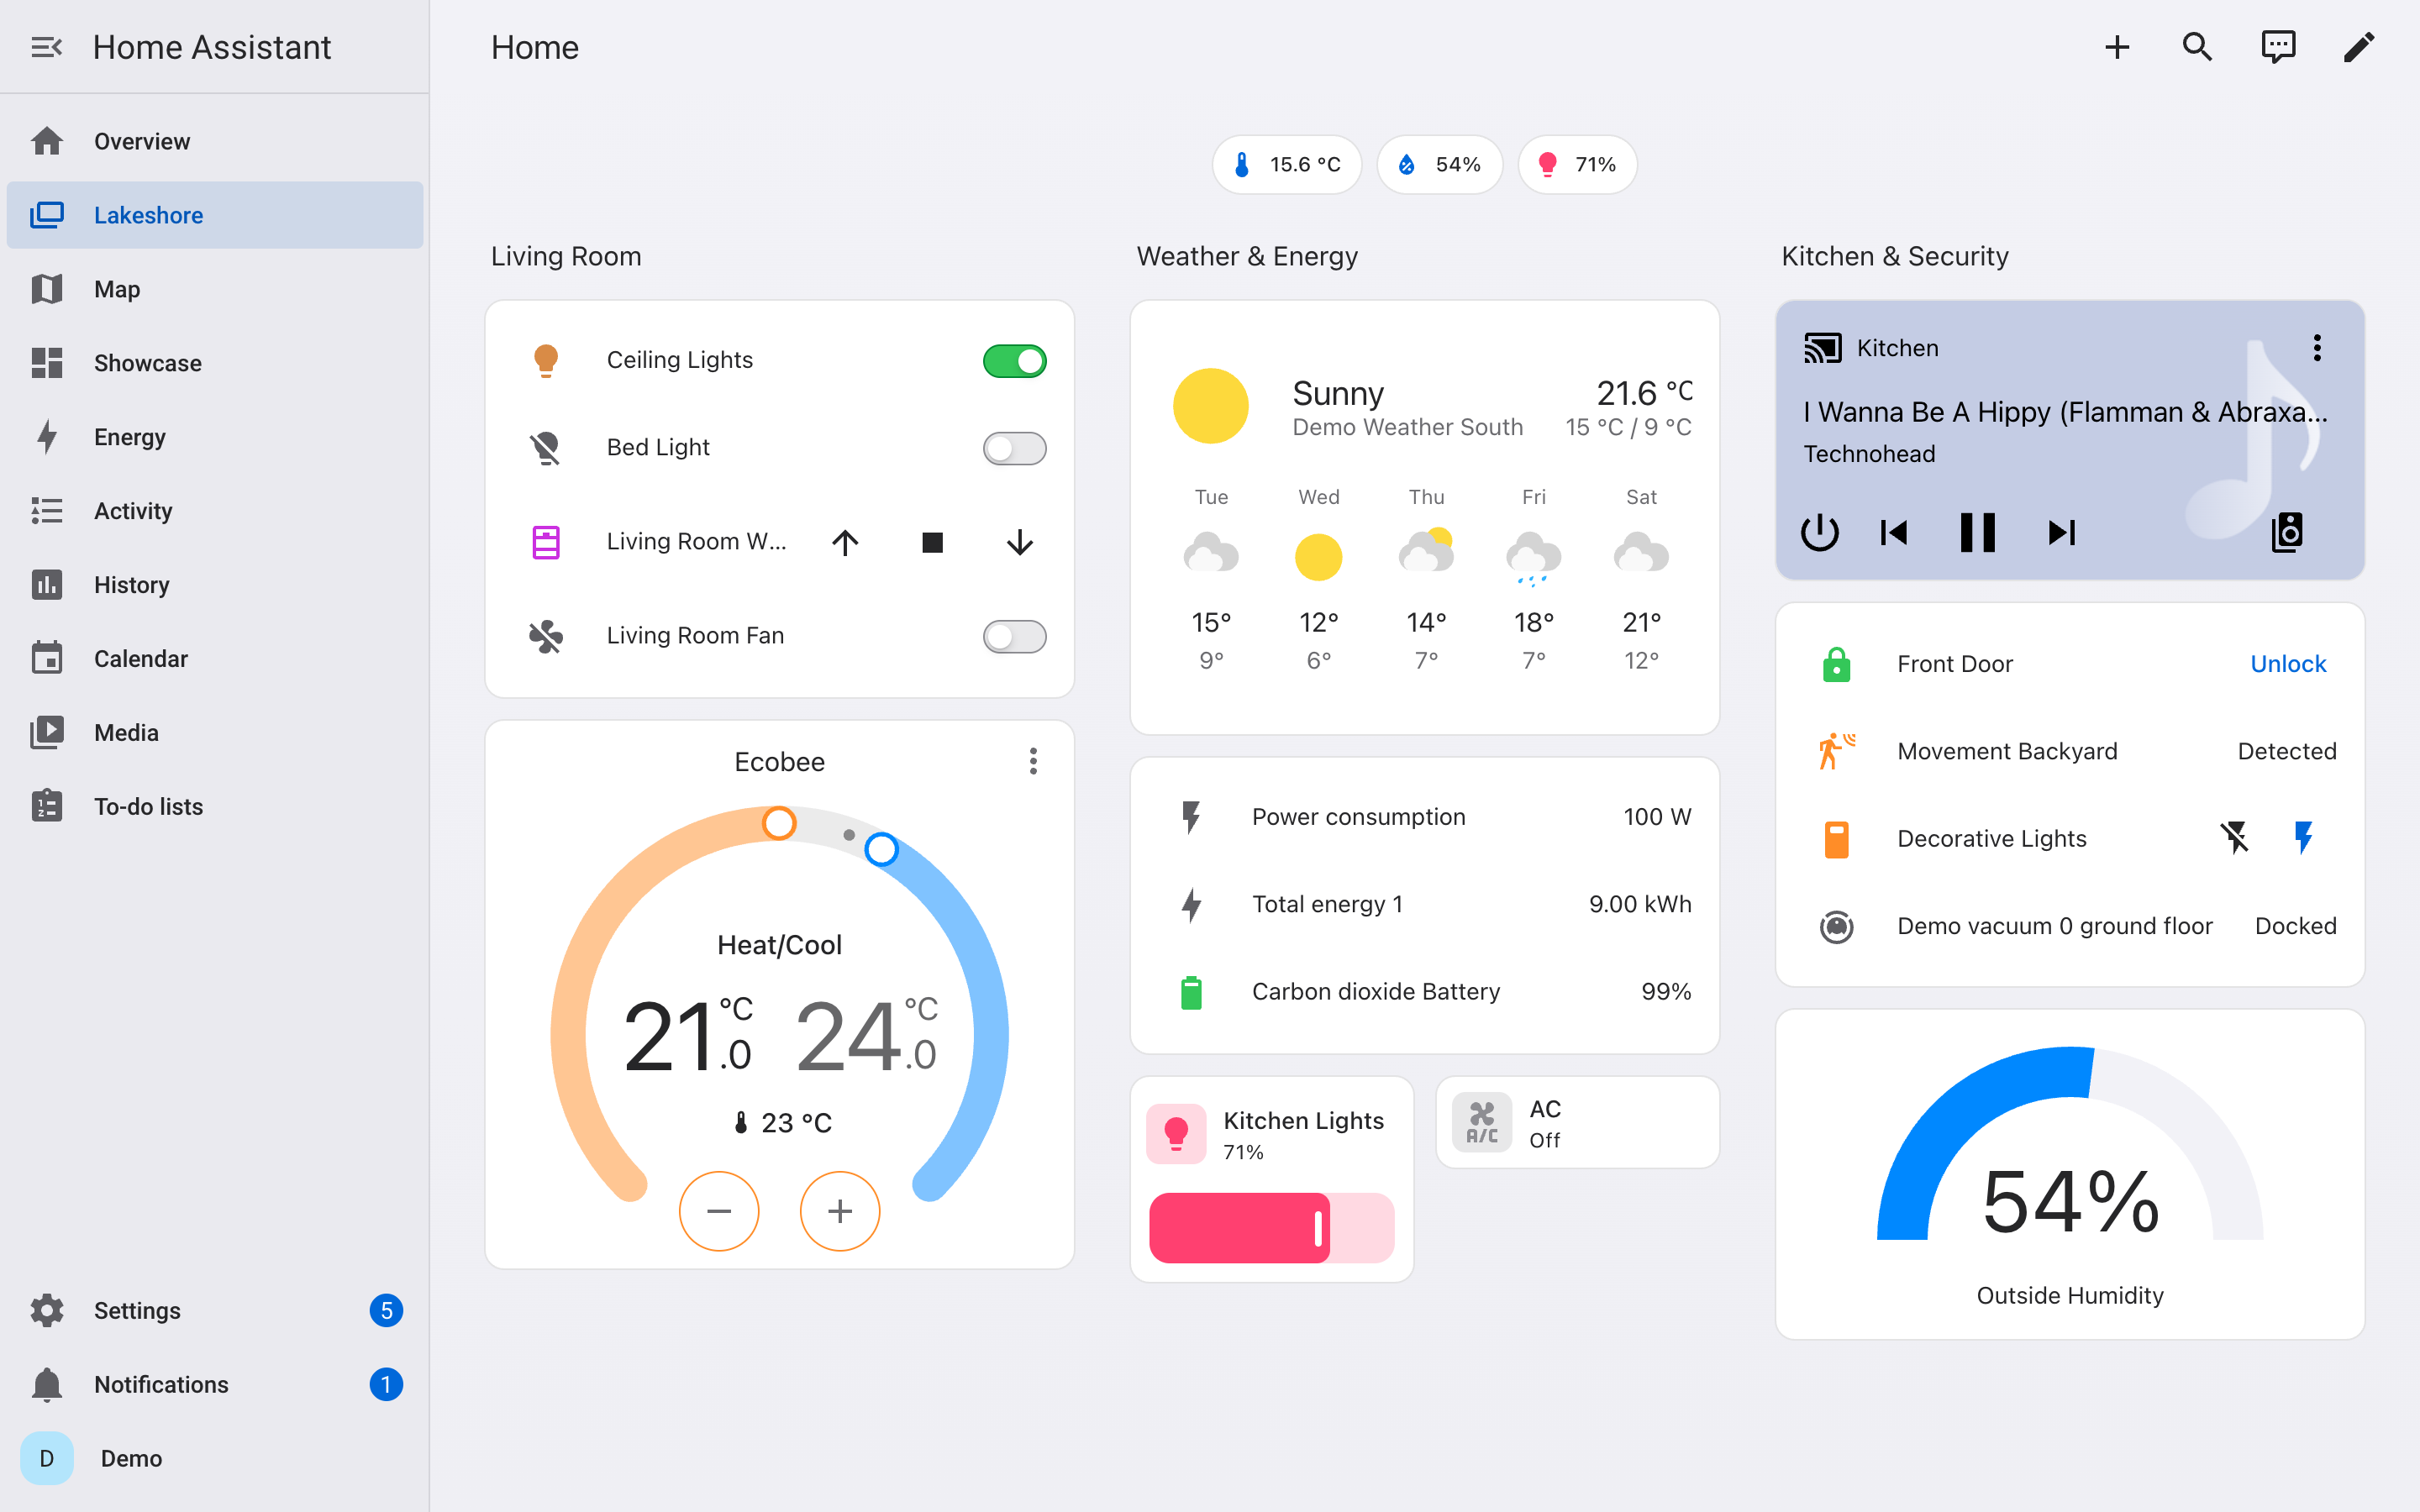 Home Assistant
Overview
Lakeshore
Map
Showcase
Energy
Activity
History
Calendar
Media
To-do lists
Settings 5
Notifications 1
D Demo
Home
15.6 °C 54% 71%
Living Room
Ceiling Lights
Bed Light
Living Room W...
Living Room Fan
Ecobee
Heat/Cool
21.0 °C 24.0 °C
23 °C
Weather & Energy
Sunny 21.6 °C
Demo Weather South 15 °C / 9 °C
Tue Wed Thu Fri Sat
15° 12° 14° 18° 21°
9° 6° 7° 7° 12°
Power consumption 100 W
Total energy 1 9.00 kWh
Carbon dioxide Battery 99%
Kitchen Lights
71%
A/C
AC
Off
Kitchen & Security
Kitchen
I Wanna Be A Hippy (Flamman & Abraxa...
Technohead
Front Door Unlock
Movement Backyard Detected
Decorative Lights
Demo vacuum 0 ground floor Docked
54%
Outside Humidity